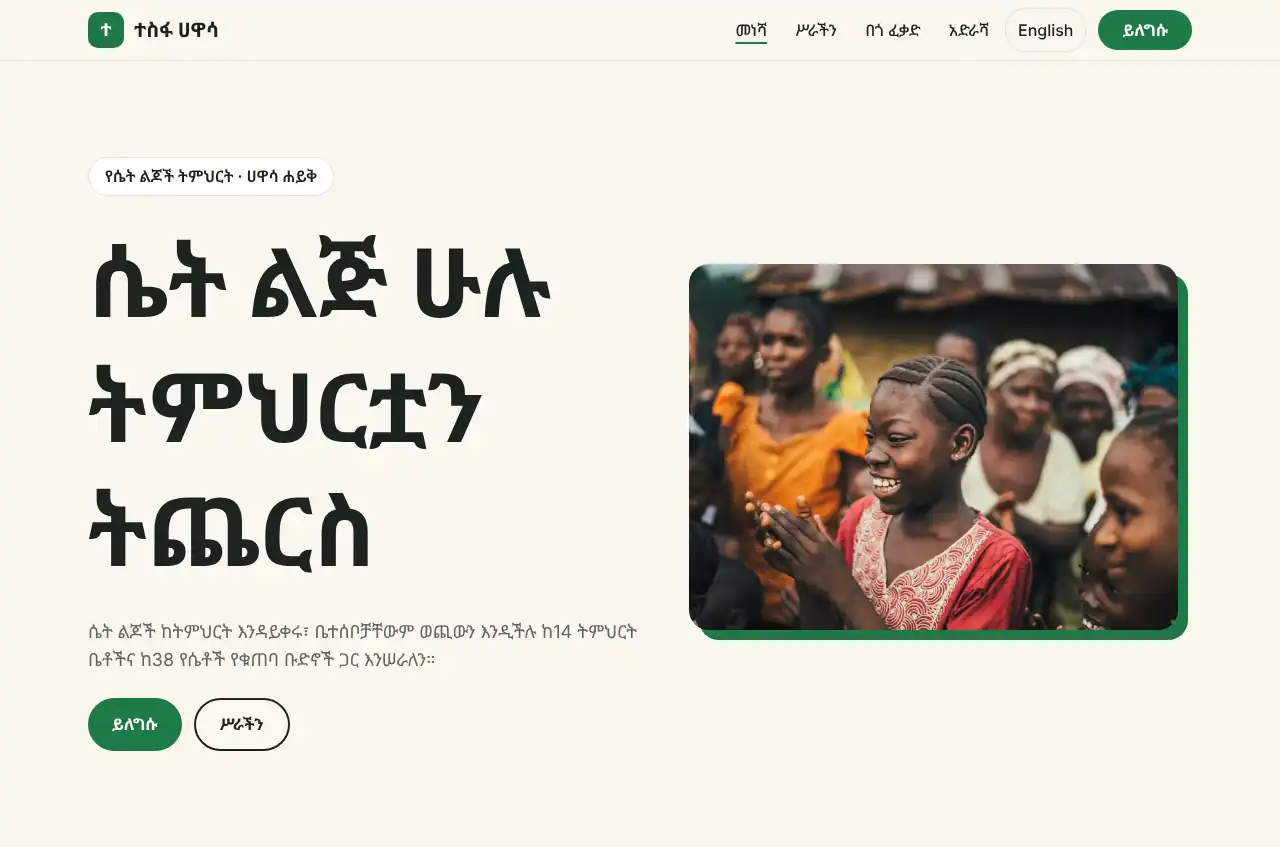 ተ
ተስፋ ሀዋሳ
መነሻ
ሥራችን
በጎ ፈቃድ
አድራሻ
English
ይለግሱ
የሴት ልጆች ትምህርት · ሀዋሳ ሐይቅ
ሴት ልጅ ሁሉ
ትምህርቷን
ትጨርስ
ሴት ልጆች ከትምህርት እንዳይቀሩ፣ ቤተሰቦቻቸውም ወጪውን እንዲችሉ ከ14 ትምህርት
ቤቶችና ከ38 የሴቶች የቁጠባ ቡድኖች ጋር እንሠራለን።
ይለግሱ
ሥራችን